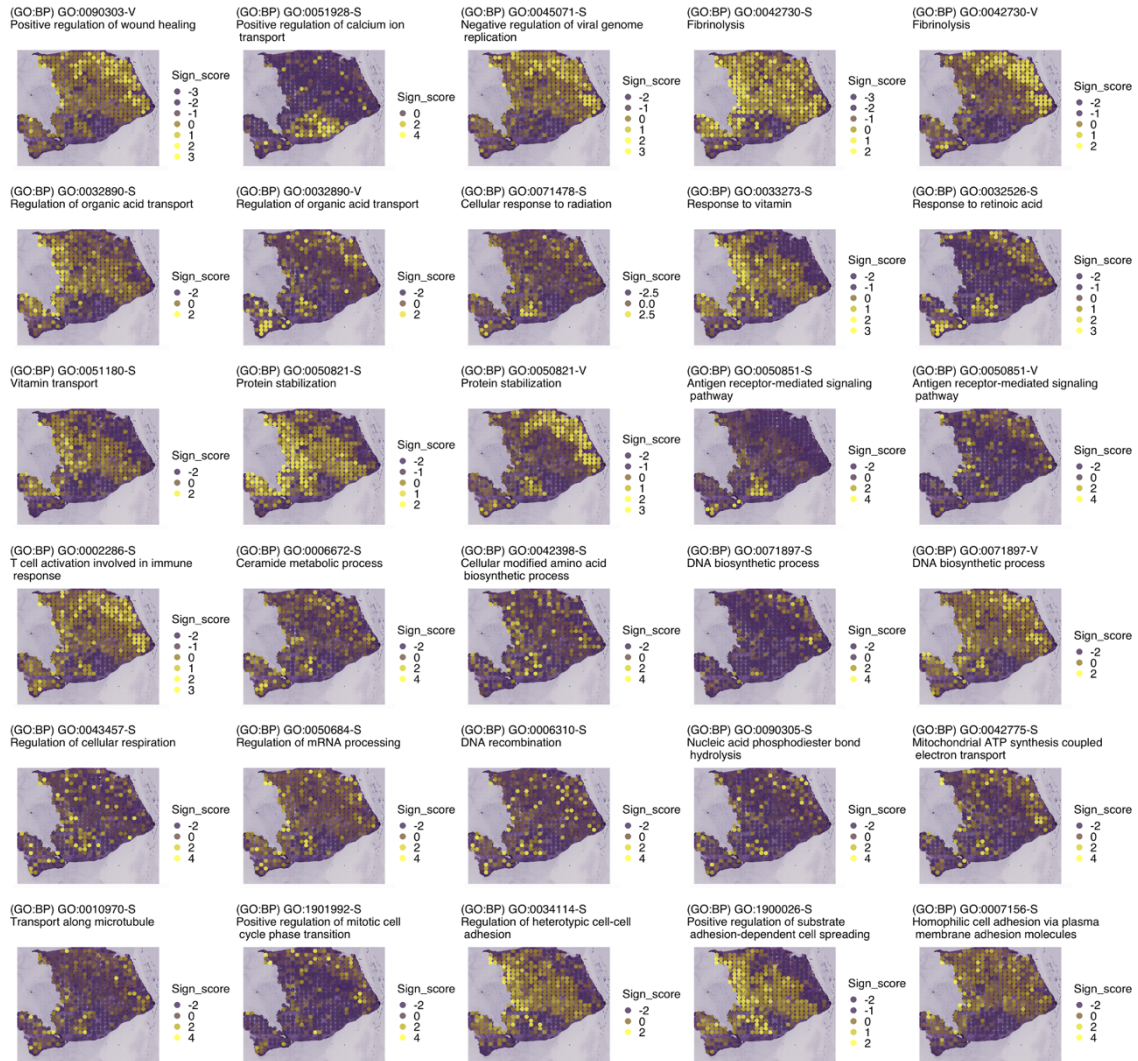 (GO:BP) GO:0090303-V
Positive regulation of wound healing
Sign_score
-3
-2
-1
0
1
2
3
(GO:BP) GO:0051928-S
Positive regulation of calcium ion
transport
Sign_score
0
2
4
(GO:BP) GO:0045071-S
Negative regulation of viral genome
replication
Sign_score
-2
-1
0
1
2
3
(GO:BP) GO:0042730-S
Fibrinolysis
Sign_score
-3
-2
-1
0
1
2
(GO:BP) GO:0042730-V
Fibrinolysis
Sign_score
-2
-1
0
1
2
(GO:BP) GO:0032890-S
Regulation of organic acid transport
Sign_score
-2
0
2
(GO:BP) GO:0032890-V
Regulation of organic acid transport
Sign_score
-2
0
2
(GO:BP) GO:0071478-S
Cellular response to radiation
Sign_score
-2.5
0.0
2.5
(GO:BP) GO:0033273-S
Response to vitamin
Sign_score
-2
-1
0
1
2
3
(GO:BP) GO:0032526-S
Response to retinoic acid
Sign_score
-2
-1
0
1
2
3
(GO:BP) GO:0051180-S
Vitamin transport
Sign_score
-2
0
2
(GO:BP) GO:0050821-S
Protein stabilization
Sign_score
-2
-1
0
1
2
(GO:BP) GO:0050821-V
Protein stabilization
Sign_score
-2
-1
0
1
2
3
(GO:BP) GO:0050851-S
Antigen receptor-mediated signaling
pathway
Sign_score
-2
0
2
4
(GO:BP) GO:0050851-V
Antigen receptor-mediated signaling
pathway
Sign_score
-2
0
2
4
(GO:BP) GO:0002286-S
T cell activation involved in immune
response
Sign_score
-2
-1
0
1
2
3
(GO:BP) GO:0006672-S
Ceramide metabolic process
Sign_score
-2
0
2
4
(GO:BP) GO:0042398-S
Cellular modified amino acid
biosynthetic process
Sign_score
-2
0
2
4
(GO:BP) GO:0071897-S
DNA biosynthetic process
Sign_score
-2
0
2
4
(GO:BP) GO:0071897-V
DNA biosynthetic process
Sign_score
-2
0
2
(GO:BP) GO:0043457-S
Regulation of cellular respiration
Sign_score
-2
0
2
4
(GO:BP) GO:0050684-S
Regulation of mRNA processing
Sign_score
-2
0
2
4
(GO:BP) GO:0006310-S
DNA recombination
Sign_score
-2
0
2
4
(GO:BP) GO:0090305-S
Nucleic acid phosphodiester bond
hydrolysis
Sign_score
-2
0
2
4
(GO:BP) GO:0042775-S
Mitochondrial ATP synthesis coupled
electron transport
Sign_score
-2
0
2
4
(GO:BP) GO:0010970-S
Transport along microtubule
Sign_score
-2
0
2
4
(GO:BP) GO:1901992-S
Positive regulation of mitotic cell
cycle phase transition
Sign_score
-2
0
2
4
(GO:BP) GO:0034114-S
Regulation of heterotypic cell-cell
adhesion
Sign_score
-2
0
2
(GO:BP) GO:1900026-S
Positive regulation of substrate
adhesion-dependent cell spreading
Sign_score
-2
-1
0
1
2
(GO:BP) GO:0007156-S
Homophilic cell adhesion via plasma
membrane adhesion molecules
Sign_score
-2
0
2
4